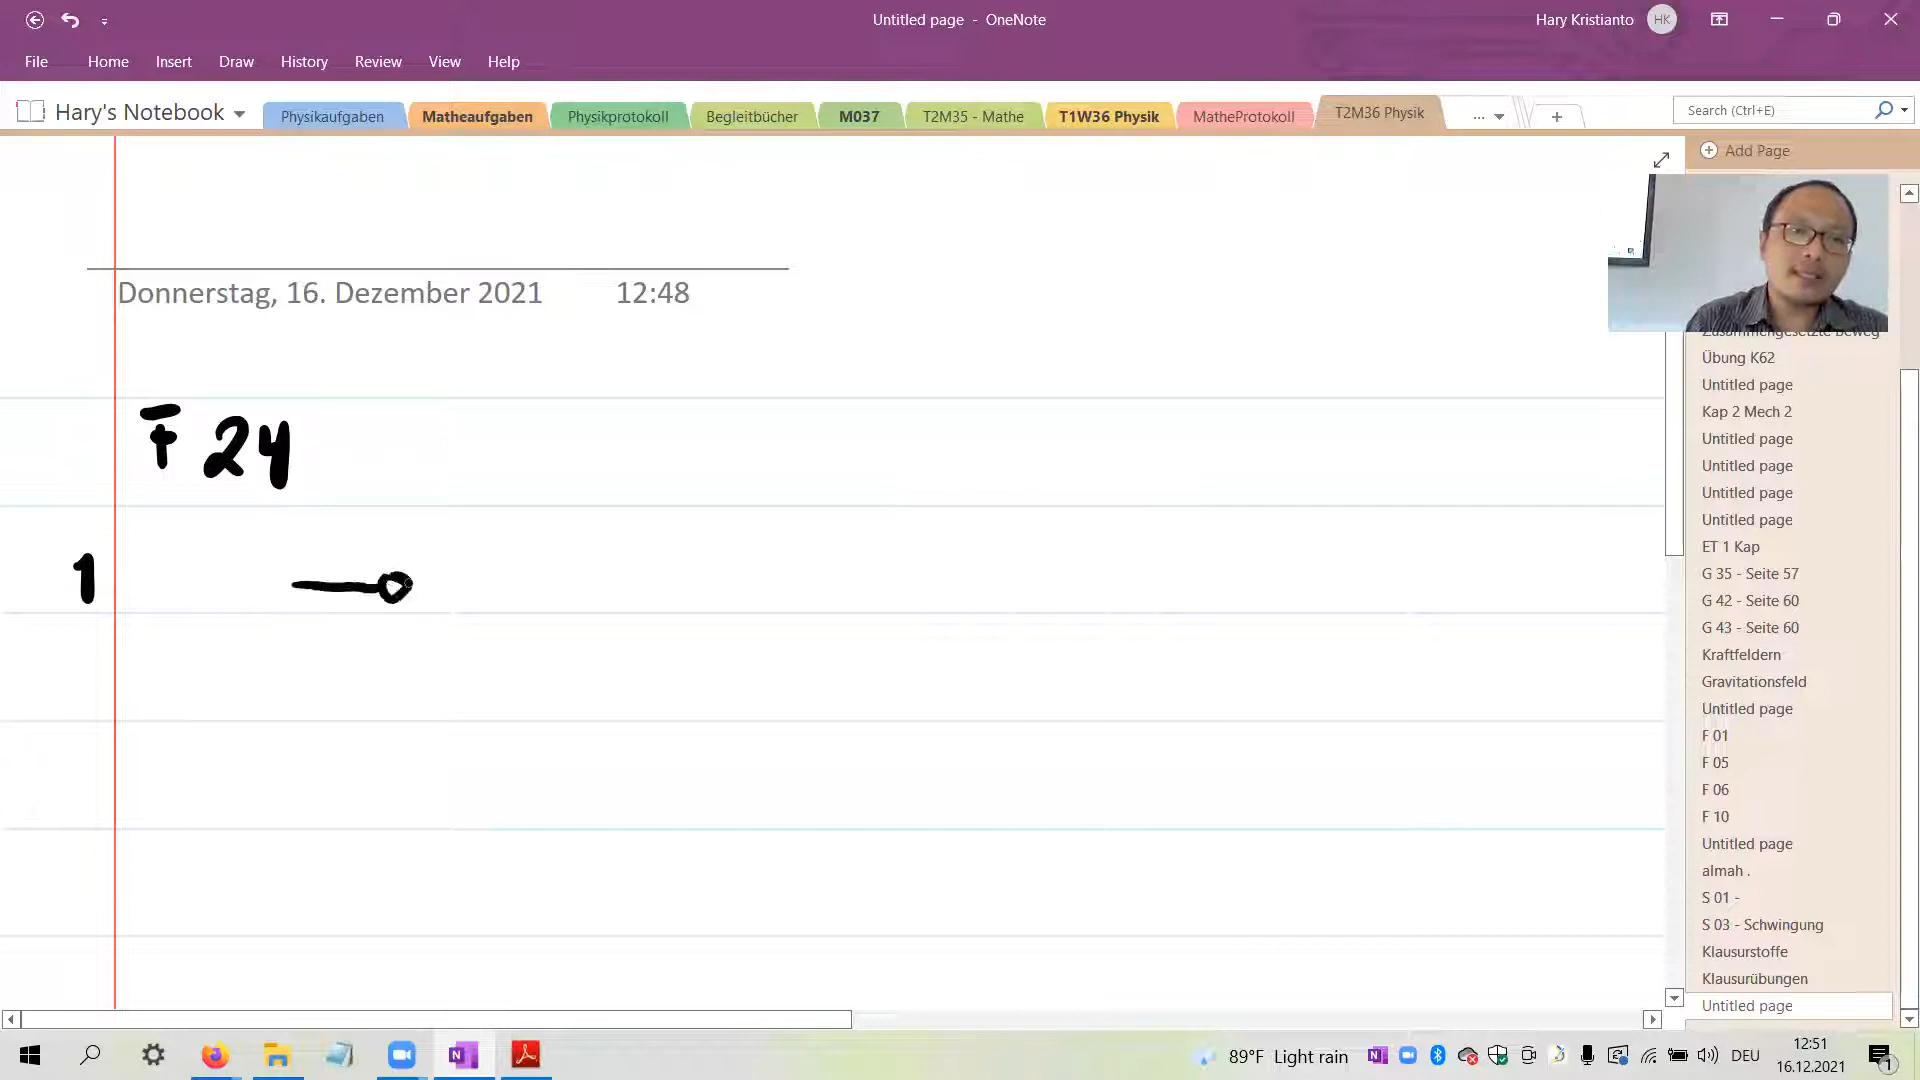 Untitled page - OneNote
Hary Kristianto
HK
File Home Insert Draw History Review View Help
Hary's Notebook
Physikaufgaben Matheaufgaben Physikprotokoll Begleitbücher M037 T2M35 - Mathe T1W36 Physik MatheProtokoll T2M36 Physik ...
Search (Ctrl+E)
Add Page
Donnerstag, 16. Dezember 2021 12:48
F 24
1
Zusammengesetzte Beweg
Übung K62
Untitled page
Kap 2 Mech 2
Untitled page
Untitled page
Untitled page
Untitled page
ET 1 Kap
G 35 - Seite 57
G 42 - Seite 60
G 43 - Seite 60
Kraftfeldern
Gravitationsfeld
Untitled page
F 01
F 05
F 06
F 10
Untitled page
almah .
S 01 -
S 03 - Schwingung
Klausurstoffe
Klausurübungen
Untitled page
89°F Light rain
DEU
12:51
16.12.2021
1